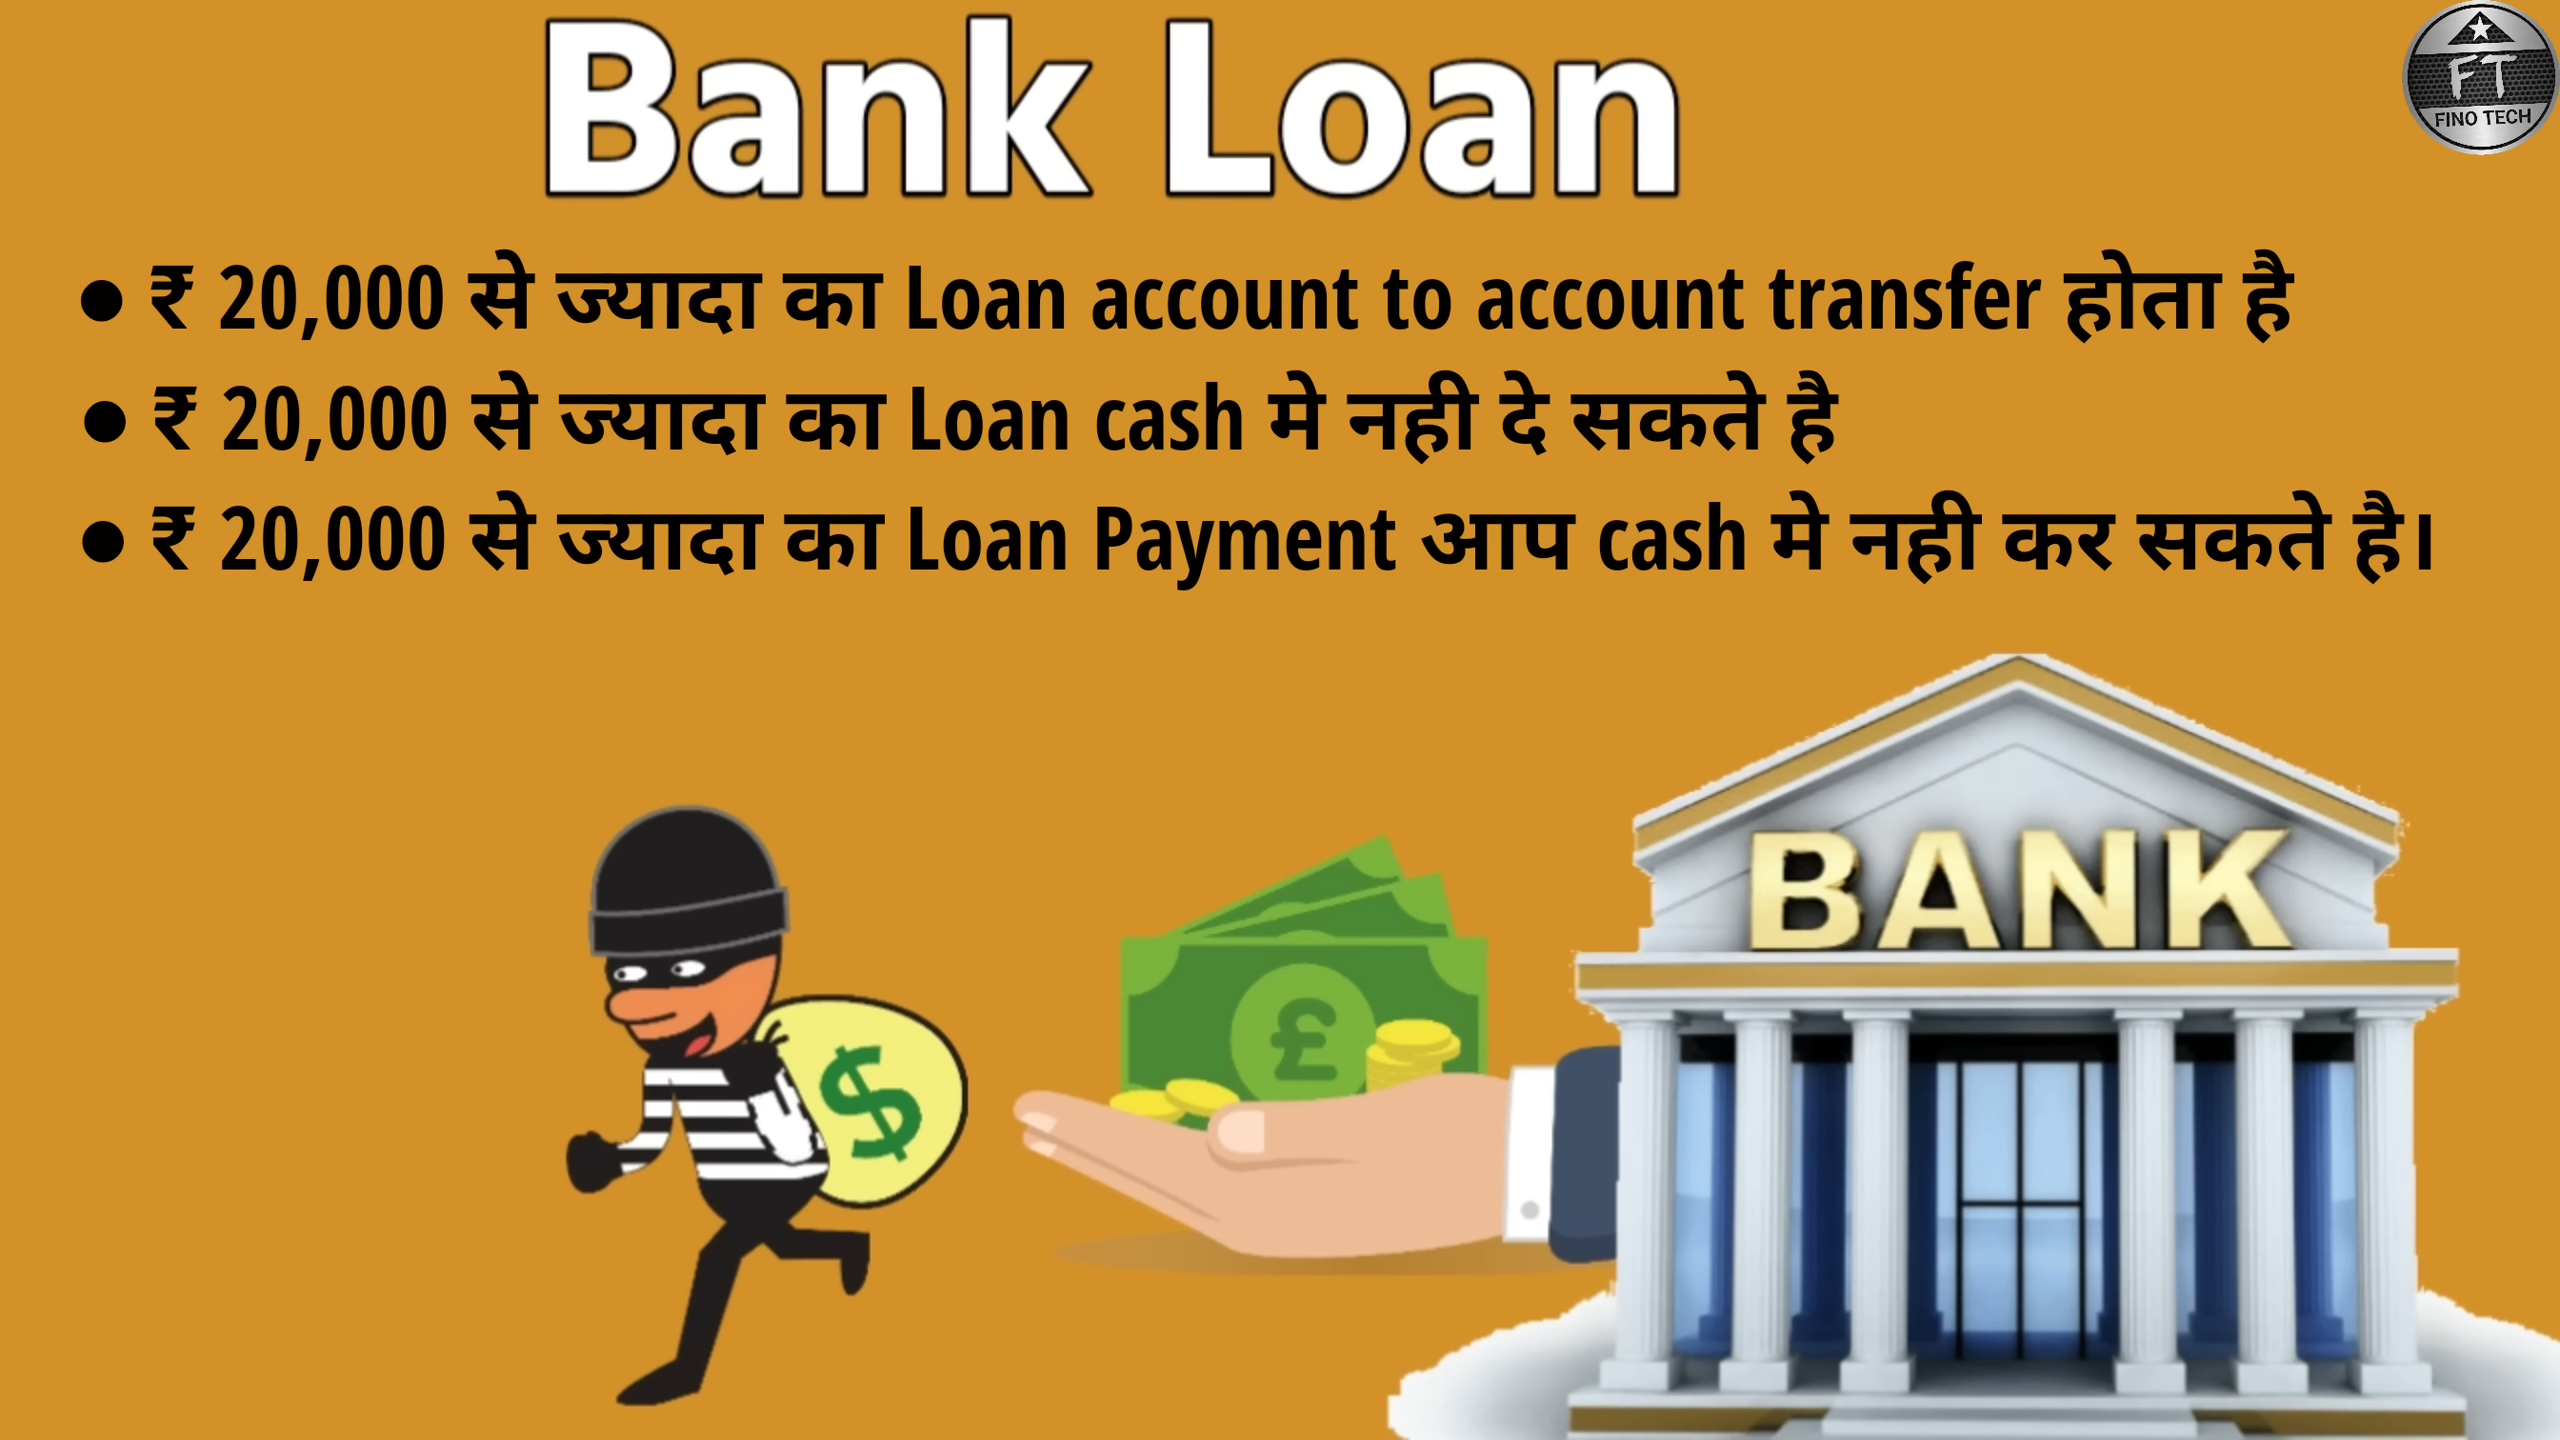 Bank Loan
FT
FINO TECH
● ₹ 20,000 से ज्यादा का Loan account to account transfer होता है
● ₹ 20,000 से ज्यादा का Loan cash मे नही दे सकते है
● ₹ 20,000 से ज्यादा का Loan Payment आप cash मे नही कर सकते है।
BANK
£
$